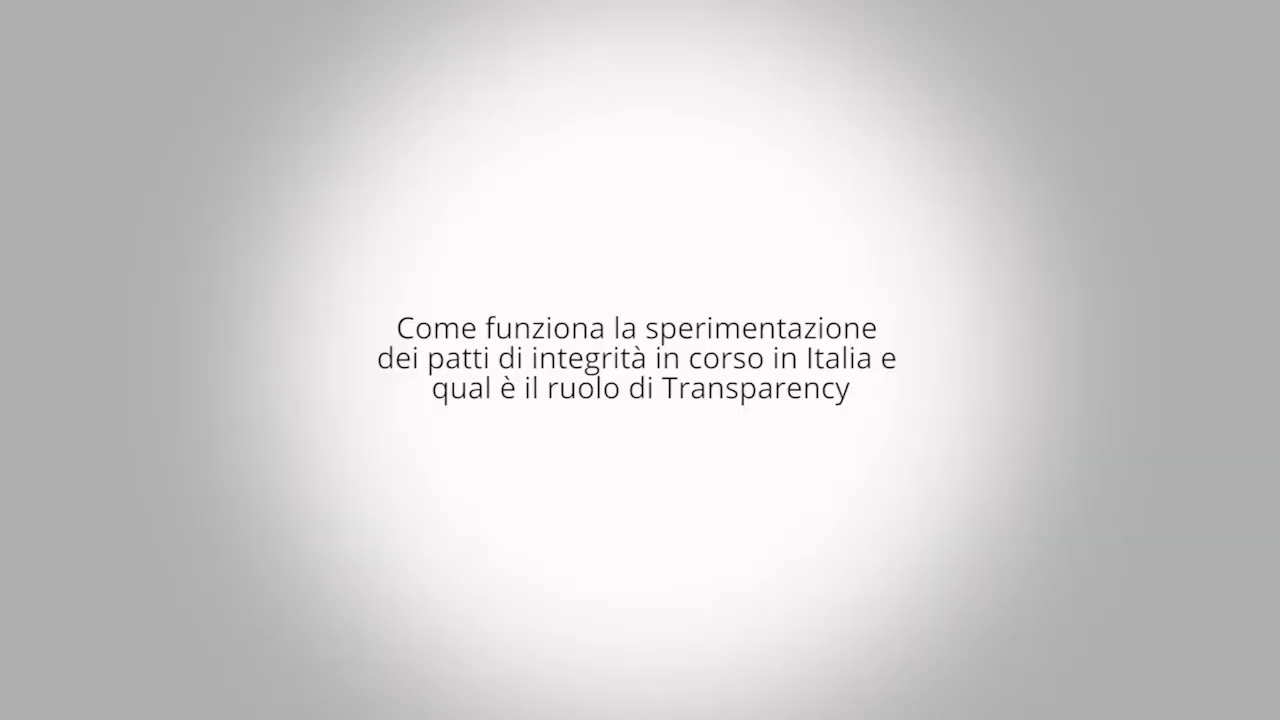 Come funziona la sperimentazione
dei patti di integrità in corso in Italia e
qual è il ruolo di Transparency